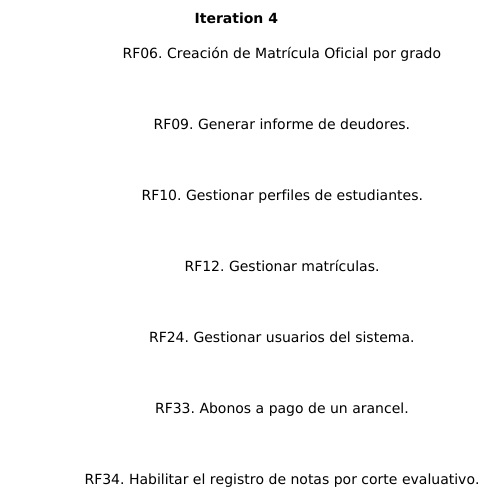 Iteration 4
RF06. Creación de Matrícula Oficial por grado
RF09. Generar informe de deudores.
RF10. Gestionar perfiles de estudiantes.
RF12. Gestionar matrículas.
RF24. Gestionar usuarios del sistema.
RF33. Abonos a pago de un arancel.
RF34. Habilitar el registro de notas por corte evaluativo.